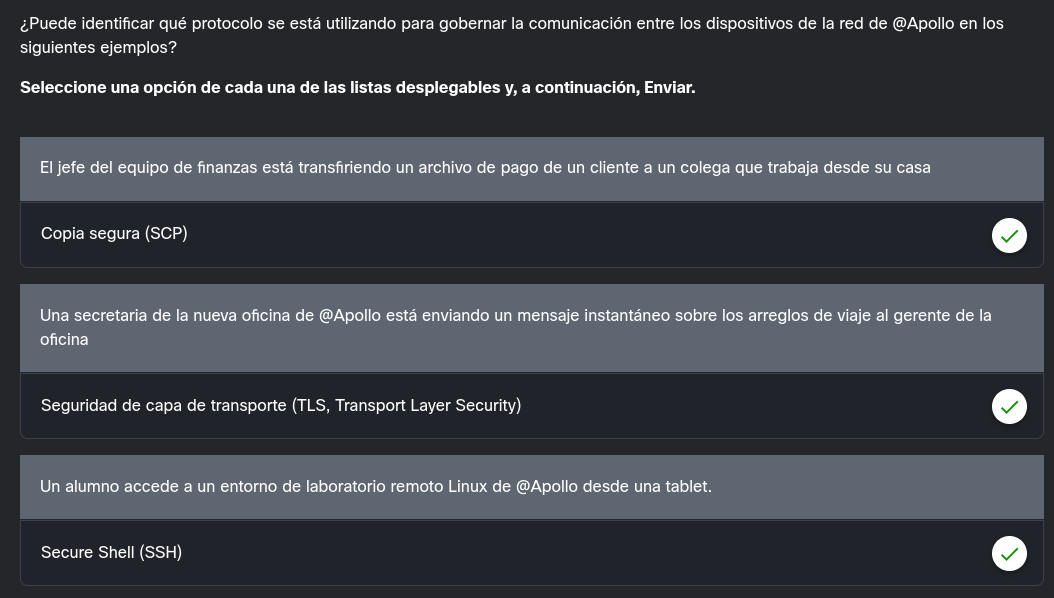 ¿Puede identificar qué protocolo se está utilizando para gobernar la comunicación entre los dispositivos de la red de @Apollo en los
siguientes ejemplos?
Seleccione una opción de cada una de las listas desplegables y, a continuación, Enviar.
El jefe del equipo de finanzas está transfiriendo un archivo de pago de un cliente a un colega que trabaja desde su casa
Copia segura (SCP)
Una secretaria de la nueva oficina de @Apollo está enviando un mensaje instantáneo sobre los arreglos de viaje al gerente de la
oficina
Seguridad de capa de transporte (TLS, Transport Layer Security)
Un alumno accede a un entorno de laboratorio remoto Linux de @Apollo desde una tablet.
Secure Shell (SSH)